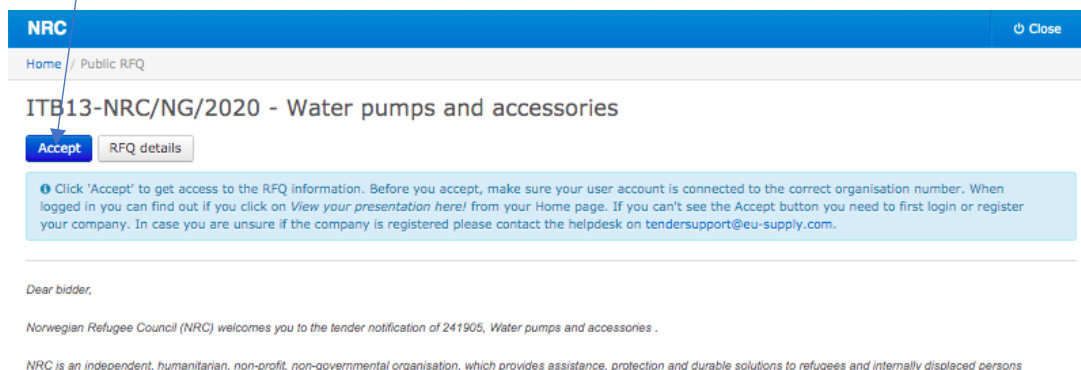 NRC
Close
Home / Public RFQ
ITB13-NRC/NG/2020 - Water pumps and accessories
Accept RFQ details
Click 'Accept' to get access to the RFQ information. Before you accept, make sure your user account is connected to the correct organisation number. When
logged in you can find out if you click on View your presentation here! from your Home page. If you can't see the Accept button you need to first login or register
your company. In case you are unsure if the company is registered please contact the helpdesk on tendersupport@eu-supply.com.
Dear bidder,
Norwegian Refugee Council (NRC) welcomes you to the tender notification of 241905, Water pumps and accessories .
NRC is an independent, humanitarian, non-profit, non-governmental organisation, which provides assistance, protection and durable solutions to refugees and internally displaced persons